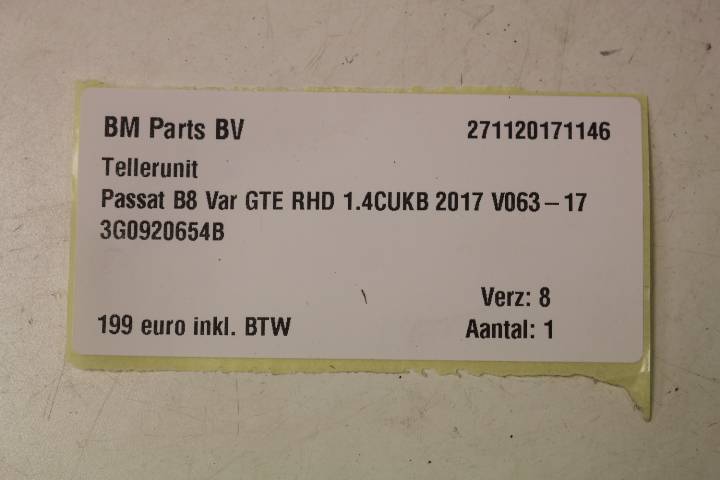 BM Parts BV 271120171146
Tellerunit
Passat B8 Var GTE RHD 1.4CUKB 2017 V063-17
3G0920654B
Verz: 8
199 euro inkl. BTW Aantal: 1